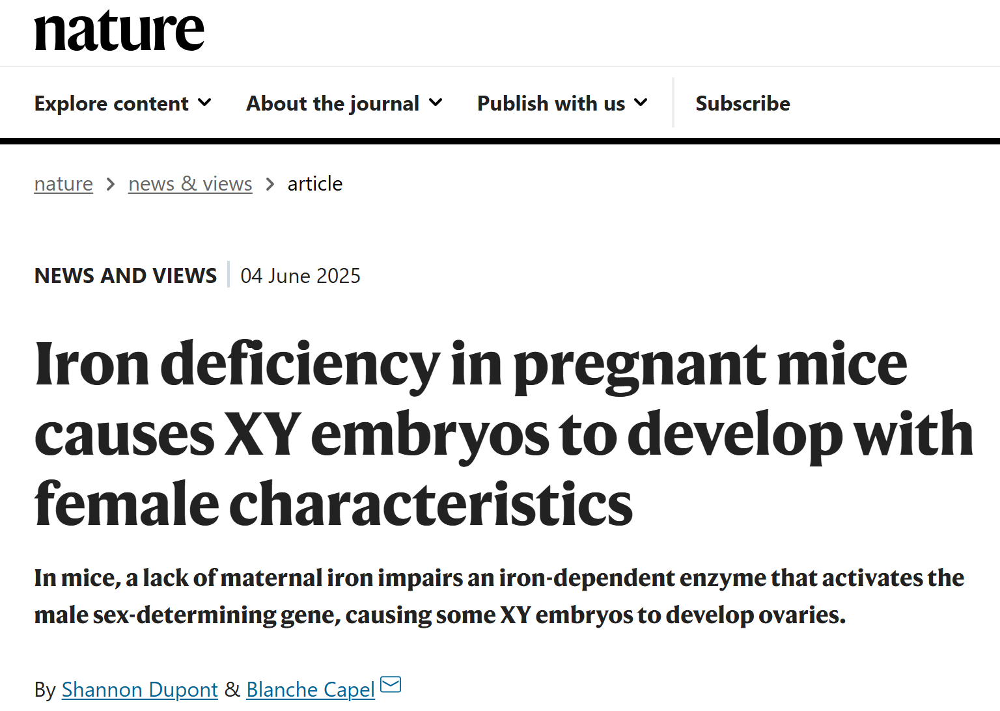 nature
Explore content About the journal Publish with us Subscribe
nature > news & views > article
NEWS AND VIEWS | 04 June 2025
Iron deficiency in pregnant mice
causes XY embryos to develop with
female characteristics
In mice, a lack of maternal iron impairs an iron-dependent enzyme that activates the
male sex-determining gene, causing some XY embryos to develop ovaries.
By Shannon Dupont & Blanche Capel